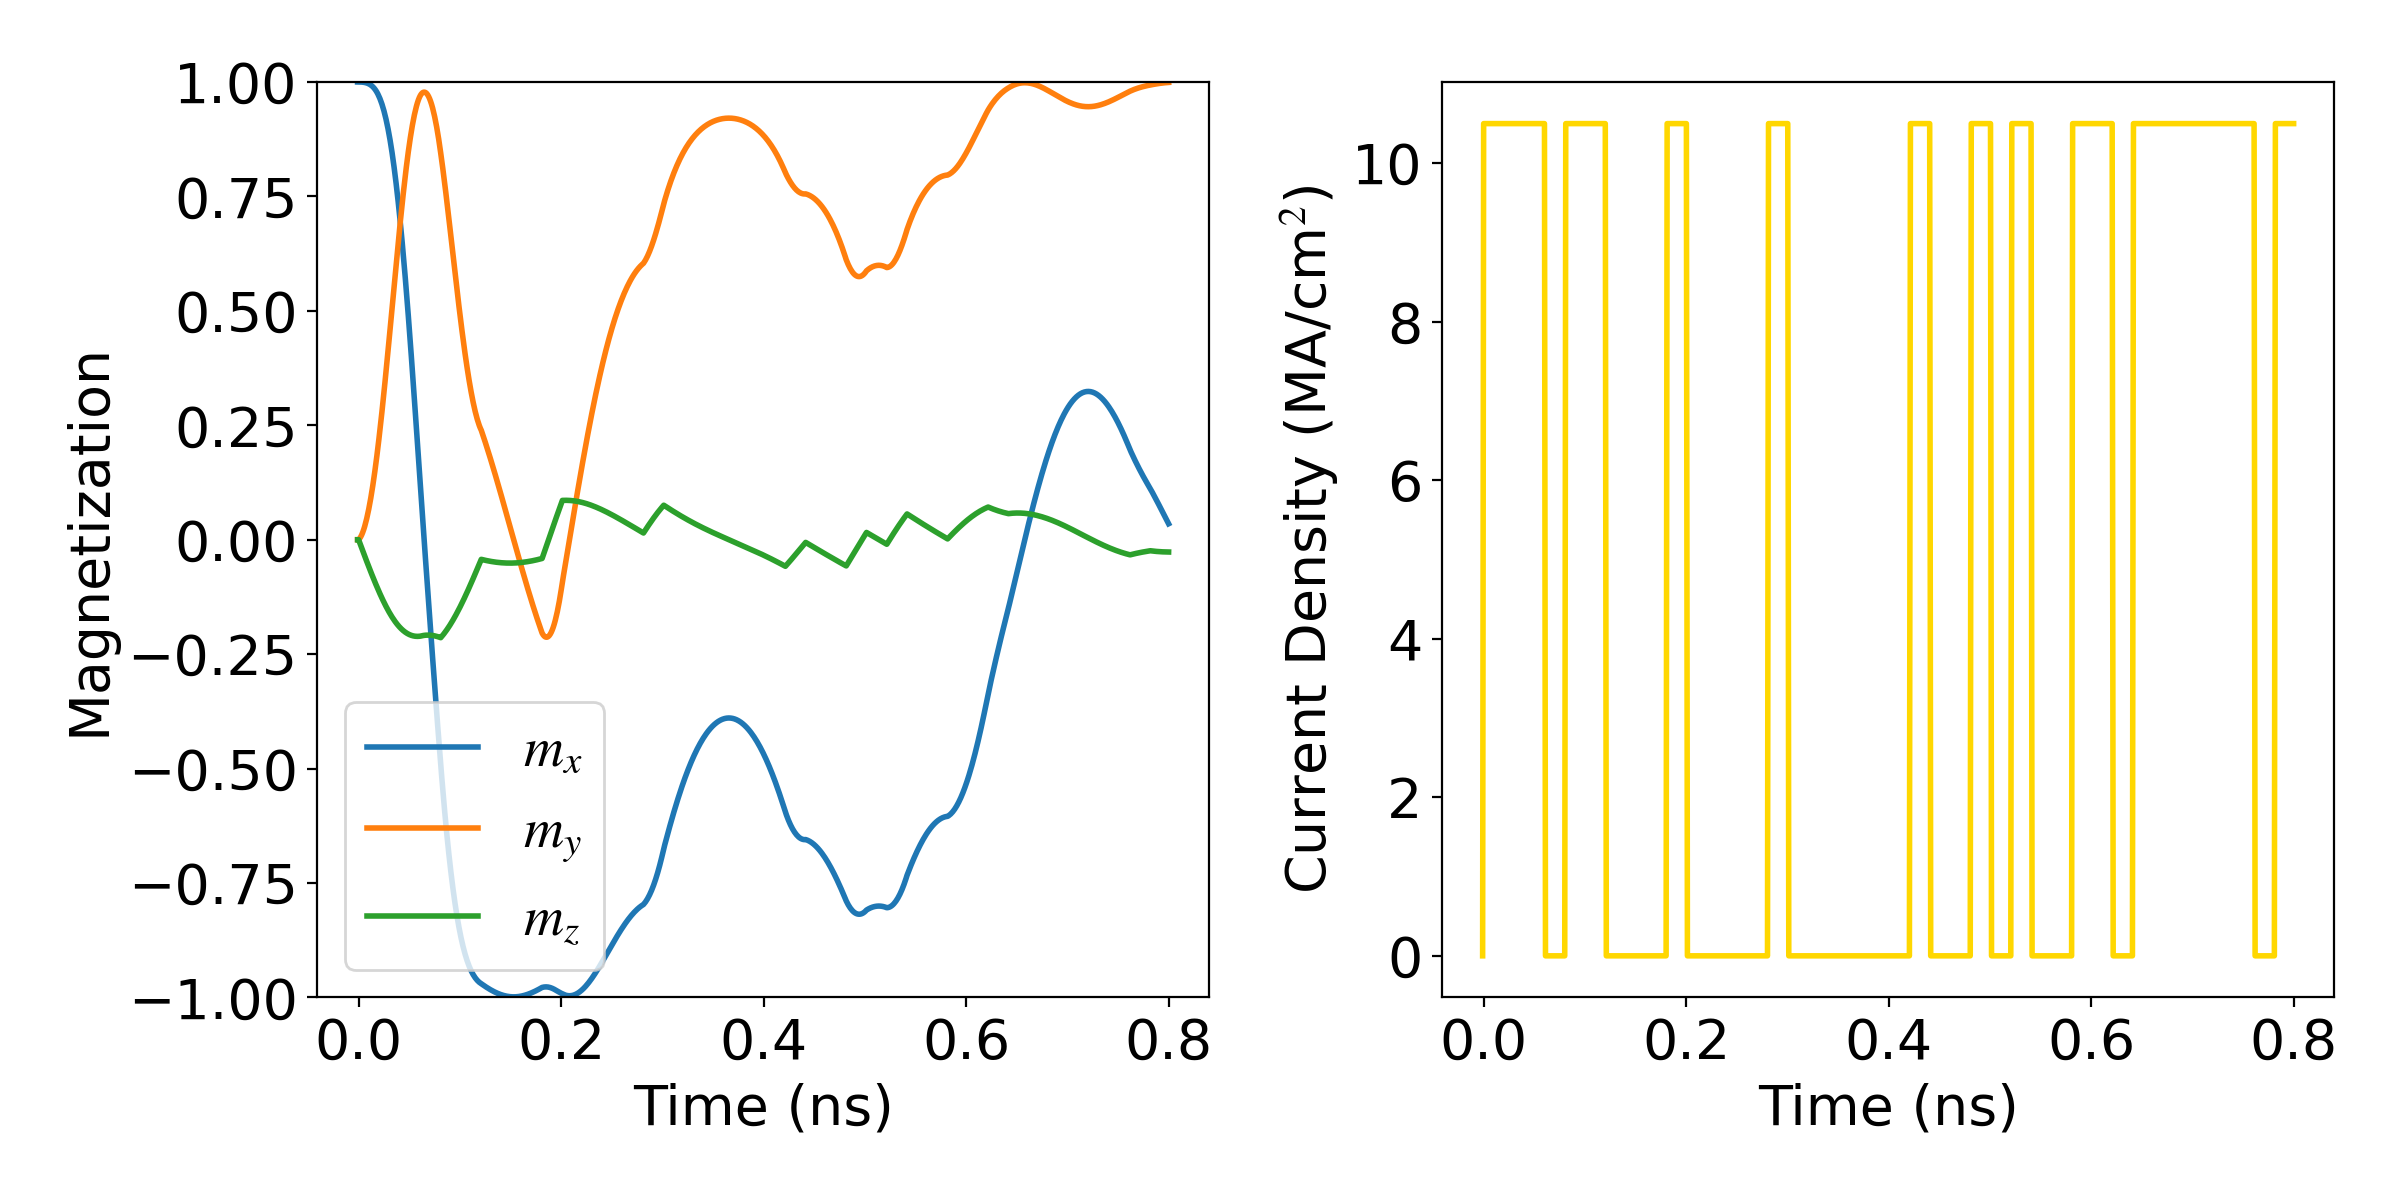 Magnetization
1.00
0.75
0.50
0.25
0.00
−0.25
−0.50
−0.75
−1.00
m_x
m_y
m_z
0.0 0.2 0.4 0.6 0.8
Time (ns)
Current Density (MA/cm²)
10
8
6
4
2
0
0.0 0.2 0.4 0.6 0.8
Time (ns)